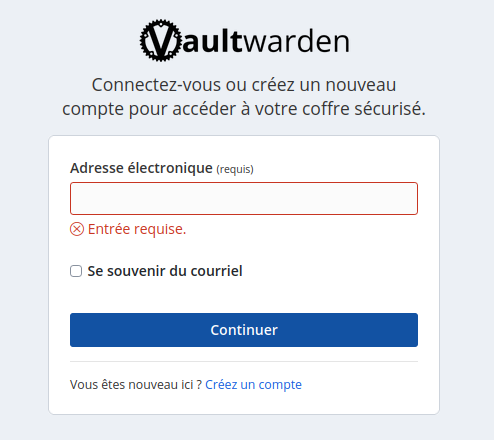 Vaultwarden
Connectez-vous ou créez un nouveau
compte pour accéder à votre coffre sécurisé.
Adresse électronique (requis)
Entrée requise.
Se souvenir du courriel
Continuer
Vous êtes nouveau ici ? Créez un compte